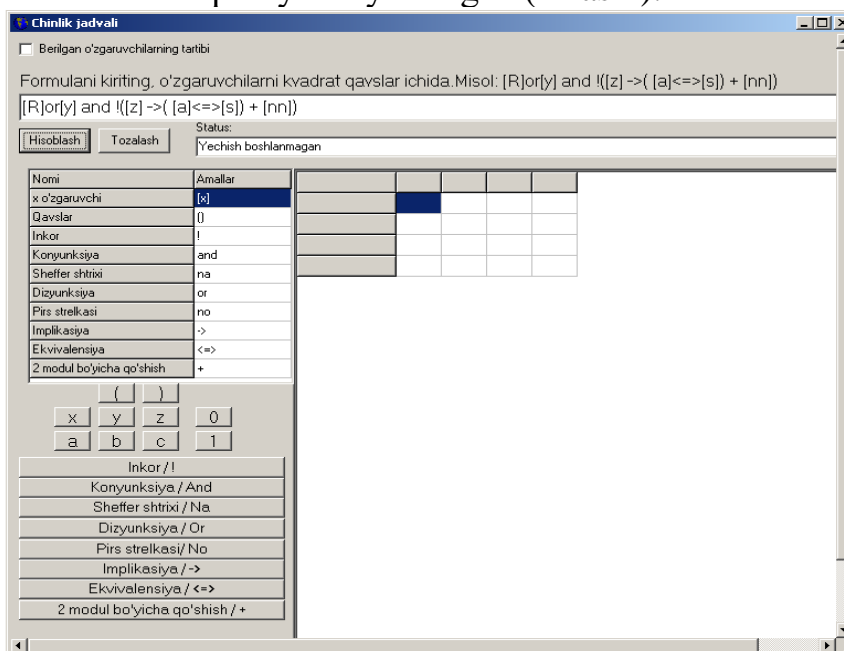 Chinlik jadvali
Berilgan o'zgaruvchilarning tartibi
Formulani kiriting, o'zgaruvchilarni kvadrat qavslar ichida.Misol: [R]or[y] and !([z] ->( [a]<=>[s]) + [nn])
[R]or[y] and !([z] ->( [a]<=>[s]) + [nn])
Hisoblash Tozalash
Status:
Yechish boshlanmagan
Nomi Amallar
x o'zgaruvchi [x]
Qavslar ()
Inkor !
Konyunksiya and
Sheffer shtrixi na
Dizyunksiya or
Pirs strelkasi no
Implikasiya ->
Ekvivalensiya <=>
2 modul bo'yicha qo'shish +
( )
x y z 0
a b c 1
Inkor / !
Konyunksiya / And
Sheffer shtrixi / Na
Dizyunksiya / Or
Pirs strelkasi/ No
Implikasiya / ->
Ekvivalensiya / <=>
2 modul bo'yicha qo'shish / +